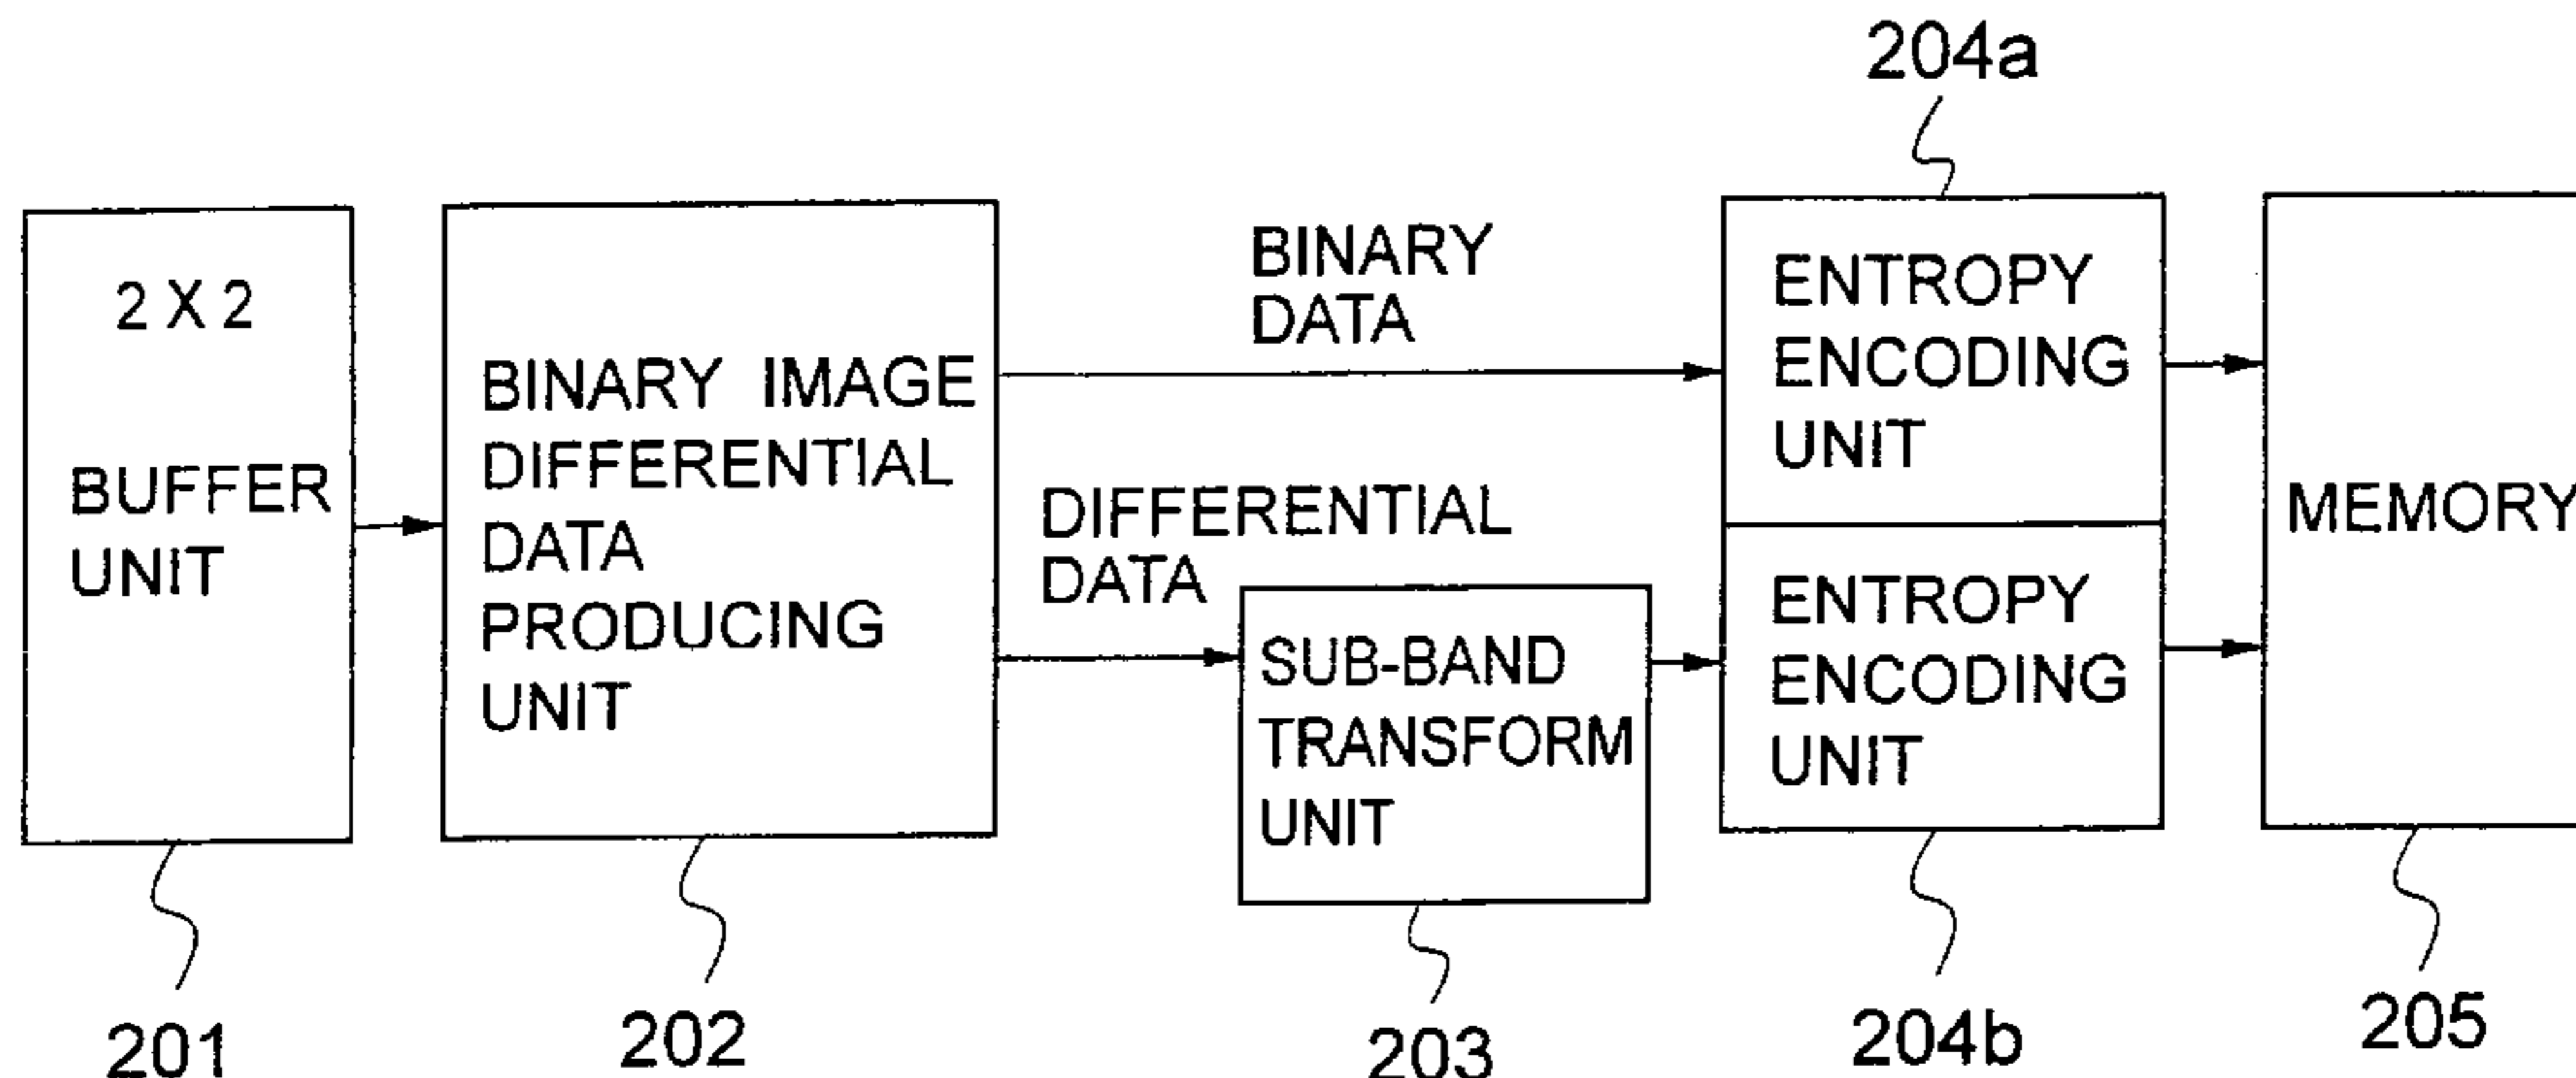 204a
2 X 2
BUFFER
UNIT
BINARY IMAGE
DIFFERENTIAL
DATA
PRODUCING
UNIT
BINARY
DATA
DIFFERENTIAL
DATA
SUB-BAND
TRANSFORM
UNIT
ENTROPY
ENCODING
UNIT
ENTROPY
ENCODING
UNIT
MEMORY
201
202
203
204b
205